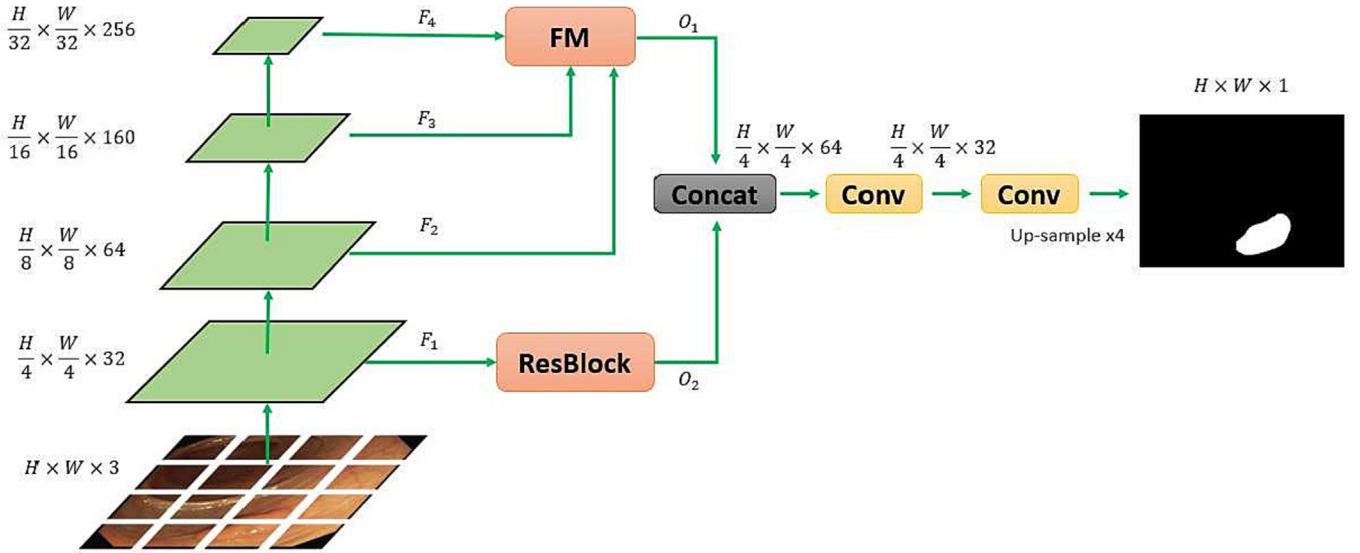 H/32 × W/32 × 256
F₄
FM
O₁
H/16 × W/16 × 160
F₃
H × W × 1
H/4 × W/4 × 64
H/4 × W/4 × 32
Concat
Conv
Conv
Up-sample x4
H/8 × W/8 × 64
F₂
H/4 × W/4 × 32
F₁
ResBlock
O₂
H × W × 3